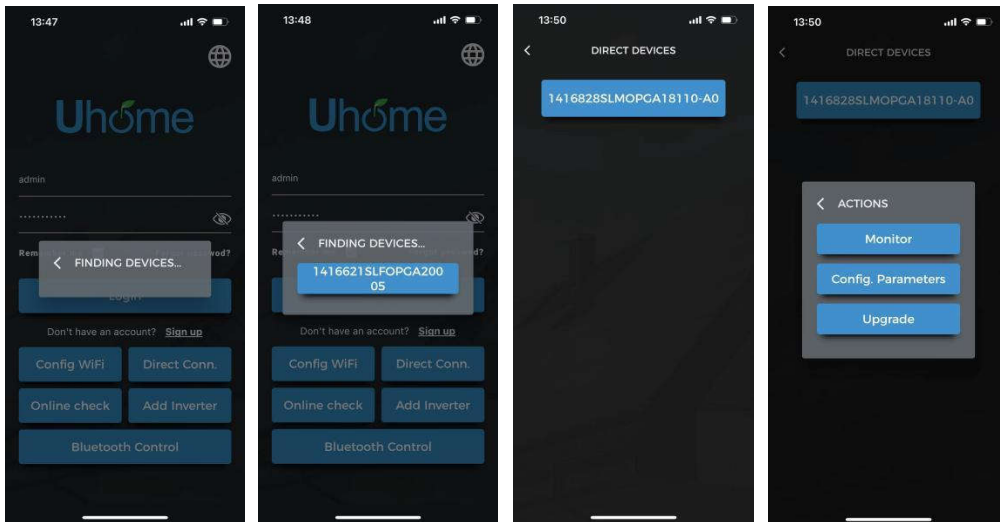 13:47
Uhome
admin
FINDING DEVICES...
Don't have an account? Sign up
Config WiFi
Direct Conn.
Online check
Add Inverter
Bluetooth Control
13:48
Uhome
admin
FINDING DEVICES...
1416621SLFOPGA200
05
Don't have an account? Sign up
Config WiFi
Direct Conn.
Online check
Add Inverter
Bluetooth Control
13:50
DIRECT DEVICES
1416828SLMOPGA18110-A0
13:50
DIRECT DEVICES
1416828SLMOPGA18110-A0
ACTIONS
Monitor
Config. Parameters
Upgrade